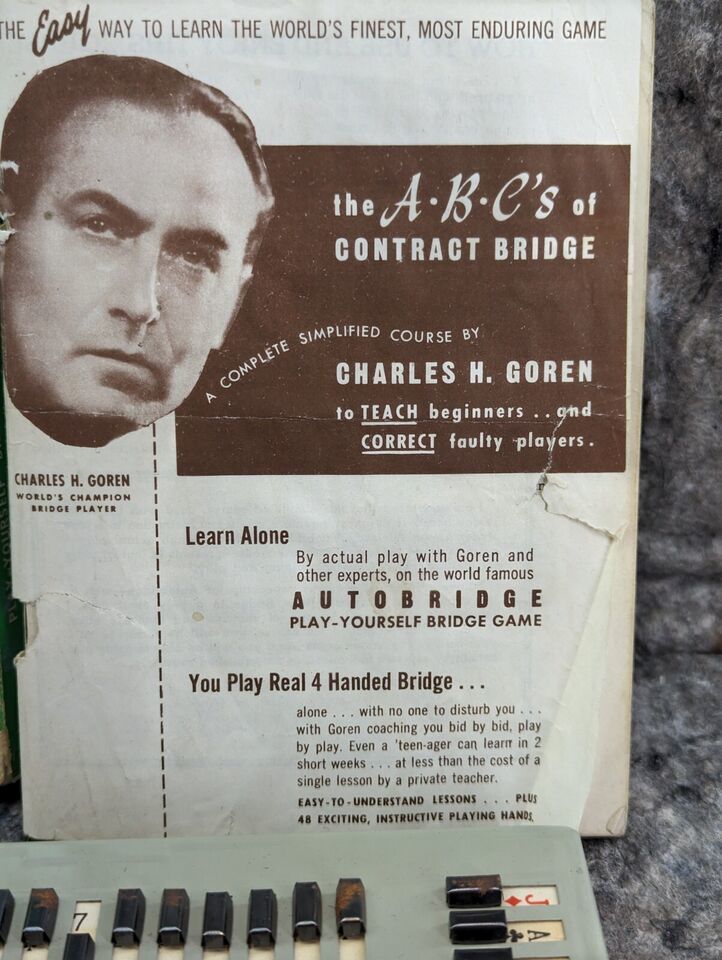 THE Easy WAY TO LEARN THE WORLD'S FINEST, MOST ENDURING GAME
the A·B·C's of
CONTRACT BRIDGE
A COMPLETE SIMPLIFIED COURSE BY
CHARLES H. GOREN
to TEACH beginners . . and
CORRECT faulty players.
CHARLES H. GOREN
WORLD'S CHAMPION
BRIDGE PLAYER
Learn Alone
By actual play with Goren and
other experts, on the world famous
AUTOBRIDGE
PLAY-YOURSELF BRIDGE GAME
You Play Real 4 Handed Bridge . . .
alone . . . with no one to disturb you . . .
with Goren coaching you bid by bid, play
by play. Even a 'teen-ager can learn in 2
short weeks . . . at less than the cost of a
single lesson by a private teacher.
EASY-TO-UNDERSTAND LESSONS . . . PLUS
48 EXCITING, INSTRUCTIVE PLAYING HANDS
7
J♦
A♣